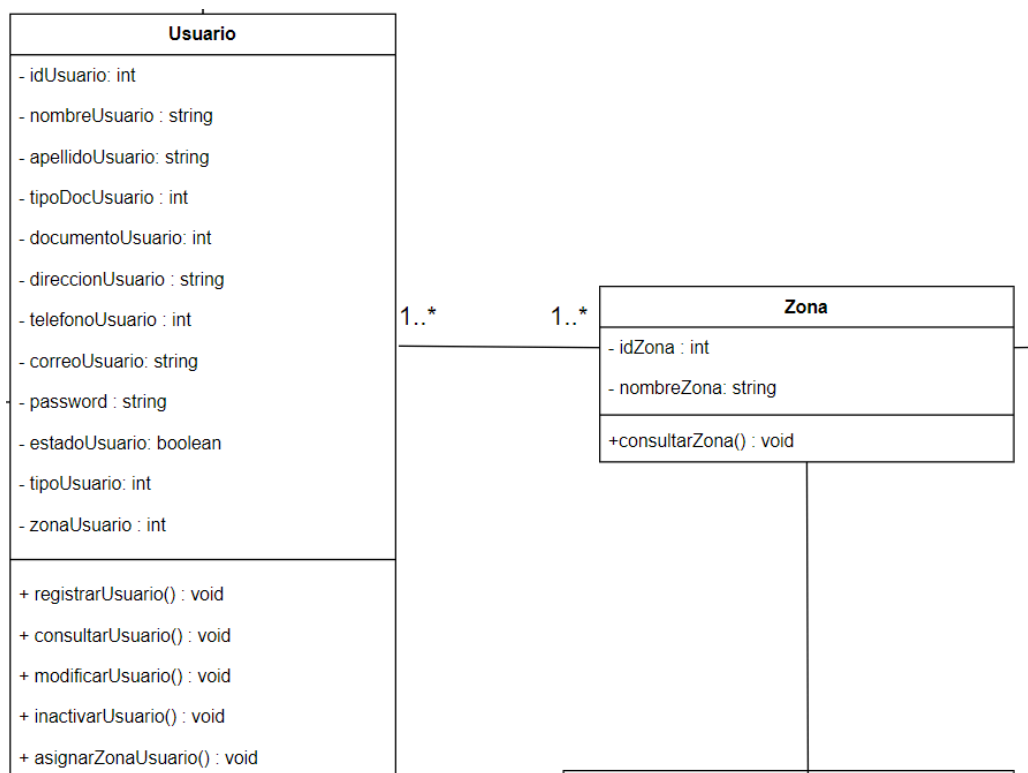 Usuario
- idUsuario: int
- nombreUsuario : string
- apellidoUsuario: string
- tipoDocUsuario : int
- documentoUsuario: int
- direccionUsuario : string
- telefonoUsuario : int
- correoUsuario: string
- password : string
- estadoUsuario: boolean
- tipoUsuario: int
- zonaUsuario : int
+ registrarUsuario() : void
+ consultarUsuario() : void
+ modificarUsuario() : void
+ inactivarUsuario() : void
+ asignarZonaUsuario() : void
1..*
1..*
Zona
- idZona : int
- nombreZona: string
+consultarZona() : void